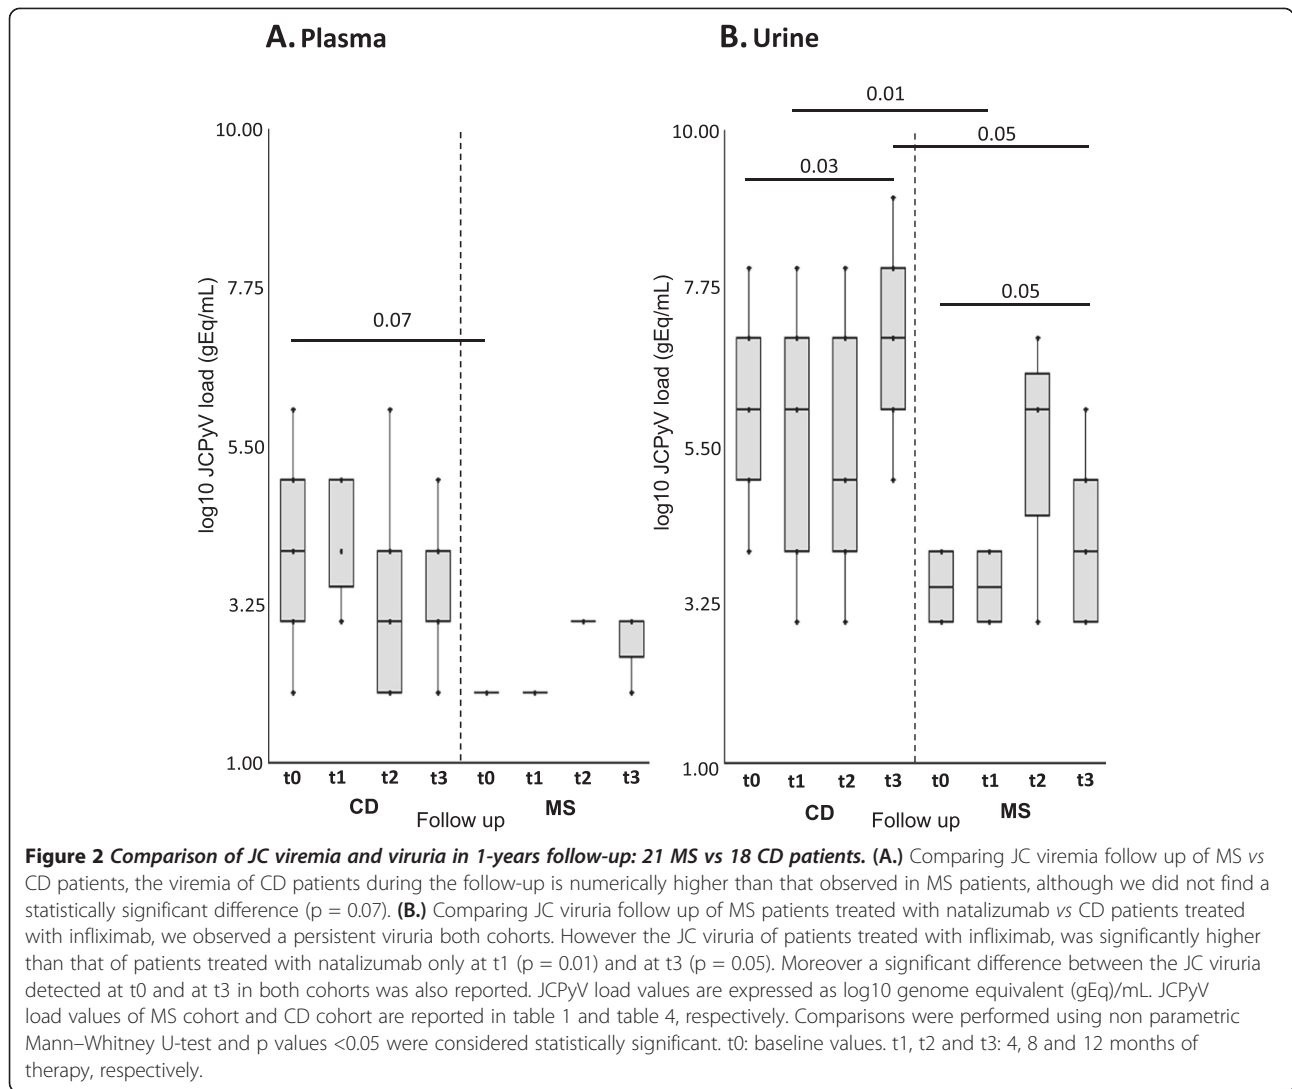 A. Plasma
B. Urine
0.01
0.05
0.03
0.05
0.07
10.00
7.75
5.50
3.25
1.00
log10 JCPyV load (gEq/mL)
10.00
7.75
5.50
3.25
1.00
log10 JCPyV load (gEq/mL)
t0 t1 t2 t3 t0 t1 t2 t3
CD MS
Follow up
t0 t1 t2 t3 t0 t1 t2 t3
CD MS
Follow up
Figure 2 Comparison of JC viremia and viruria in 1-years follow-up: 21 MS vs 18 CD patients. (A.) Comparing JC viremia follow up of MS vs
CD patients, the viremia of CD patients during the follow-up is numerically higher than that observed in MS patients, although we did not find a
statistically significant difference (p = 0.07). (B.) Comparing JC viruria follow up of MS patients treated with natalizumab vs CD patients treated
with infliximab, we observed a persistent viruria both cohorts. However the JC viruria of patients treated with infliximab, was significantly higher
than that of patients treated with natalizumab only at t1 (p = 0.01) and at t3 (p = 0.05). Moreover a significant difference between the JC viruria
detected at t0 and at t3 in both cohorts was also reported. JCPyV load values are expressed as log10 genome equivalent (gEq)/mL. JCPyV
load values of MS cohort and CD cohort are reported in table 1 and table 4, respectively. Comparisons were performed using non parametric
Mann–Whitney U-test and p values <0.05 were considered statistically significant. t0: baseline values. t1, t2 and t3: 4, 8 and 12 months of
therapy, respectively.